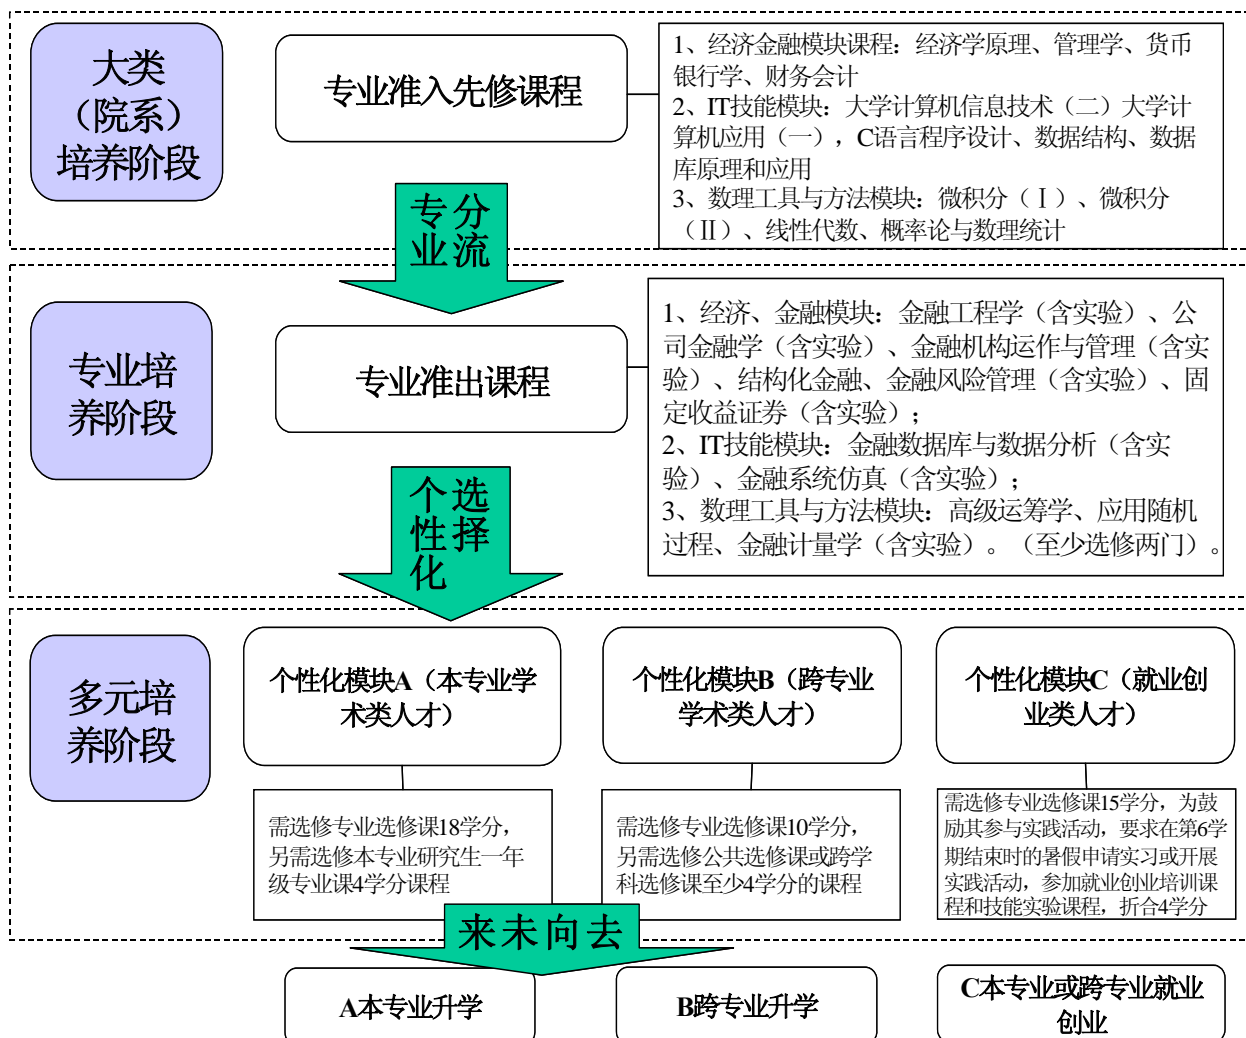 大类
（院系）
培养阶段
专业准入先修课程
1、经济金融模块课程：经济学原理、管理学、货币
银行学、财务会计
2、IT技能模块：大学计算机信息技术（二）大学计
算机应用（一），C语言程序设计、数据结构、数据
库原理和应用
3、数理工具与方法模块：微积分（Ⅰ）、微积分
（Ⅱ）、线性代数、概率论与数理统计
专分
业流
专业培
养阶段
专业准出课程
1、经济、金融模块：金融工程学（含实验）、公
司金融学（含实验）、金融机构运作与管理（含实
验）、结构化金融、金融风险管理（含实验）、固
定收益证券（含实验）；
2、IT技能模块：金融数据库与数据分析（含实
验）、金融系统仿真（含实验）；
3、数理工具与方法模块：高级运筹学、应用随机
过程、金融计量学（含实验）。（至少选修两门）。
个选
性择
化
多元培
养阶段
个性化模块A（本专业学
术类人才）
个性化模块B（跨专业
学术类人才）
个性化模块C（就业创
业类人才）
需选修专业选修课18学分，
另需选修本专业研究生一年
级专业课4学分课程
需选修专业选修课10学分，
另需选修公共选修课或跨学
科选修课至少4学分的课程
需选修专业选修课15学分，为鼓
励其参与实践活动，要求在第6学
期结束时的暑假申请实习或开展
实践活动，参加就业创业培训课
程和技能实验课程，折合4学分
来未向去
A本专业升学
B跨专业升学
C本专业或跨专业就业
创业